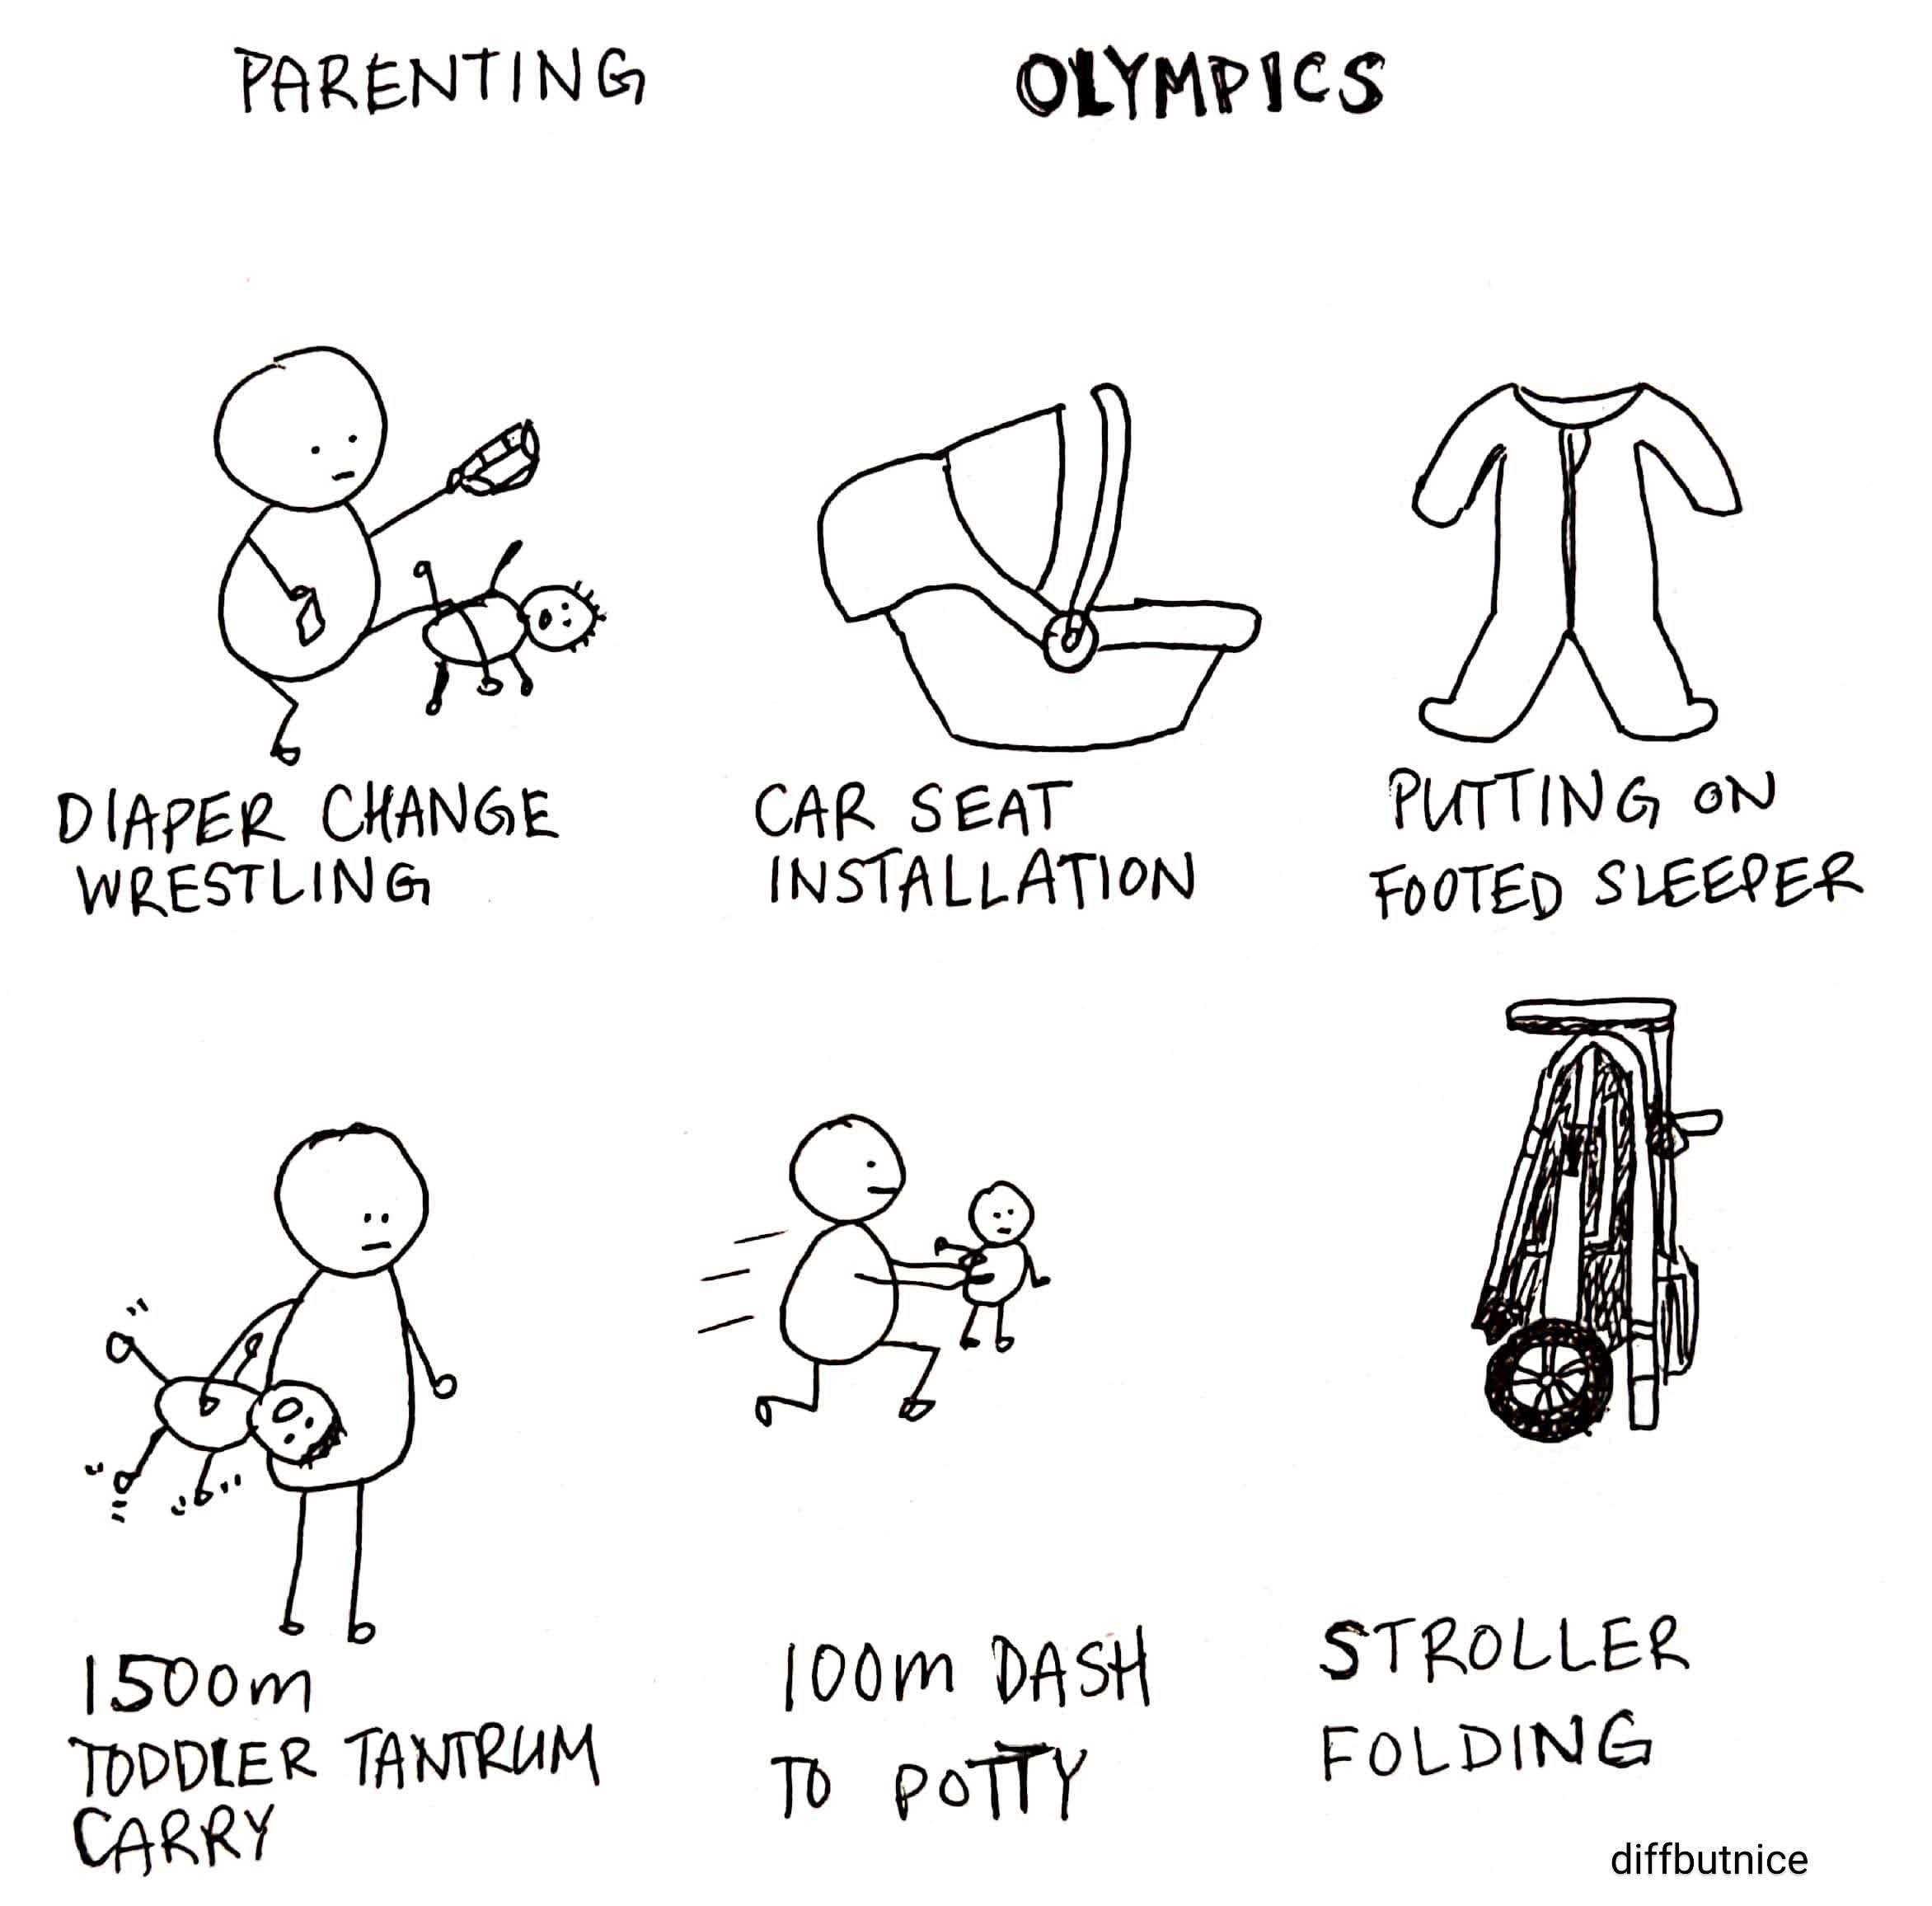 PARENTING OLYMPICS
DIAPER CHANGE
WRESTLING
CAR SEAT
INSTALLATION
PUTTING ON
FOOTED SLEEPER
1500m
TODDLER TANTRUM
CARRY
100m DASH
TO POTTY
STROLLER
FOLDING
diffbutnice